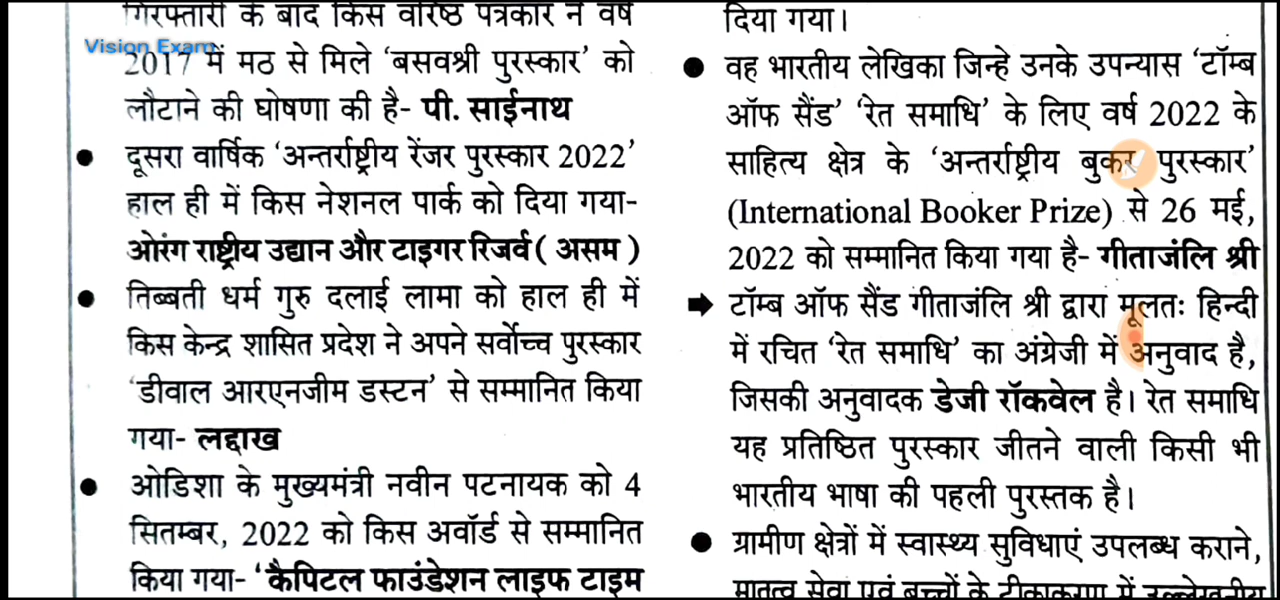 गिरफ्तारी के बाद किस वरिष्ठ पत्रकार ने वर्ष
Vision Exam
2017 में मठ से मिले ‘बसवश्री पुरस्कार’ को
लौटाने की घोषणा की है- पी. साईनाथ
● दूसरा वार्षिक ‘अन्तर्राष्ट्रीय रेंजर पुरस्कार 2022’
हाल ही में किस नेशनल पार्क को दिया गया-
ओरंग राष्ट्रीय उद्यान और टाइगर रिजर्व ( असम )
● तिब्बती धर्म गुरु दलाई लामा को हाल ही में
किस केन्द्र शासित प्रदेश ने अपने सर्वोच्च पुरस्कार
‘डीवाल आरएनजीम डस्टन’ से सम्मानित किया
गया- लद्दाख
● ओडिशा के मुख्यमंत्री नवीन पटनायक को 4
सितम्बर, 2022 को किस अवॉर्ड से सम्मानित
किया गया- ‘कैपिटल फाउंडेशन लाइफ टाइम
दिया गया।
● वह भारतीय लेखिका जिन्हे उनके उपन्यास ‘टॉम्ब
ऑफ सैंड’ ‘रेत समाधि’ के लिए वर्ष 2022 के
साहित्य क्षेत्र के ‘अन्तर्राष्ट्रीय बुकर पुरस्कार’
(International Booker Prize) से 26 मई,
2022 को सम्मानित किया गया है- गीताजंलि श्री
➡ टॉम्ब ऑफ सैंड गीताजंलि श्री द्वारा मूलतः हिन्दी
में रचित ‘रेत समाधि’ का अंग्रेजी में अनुवाद है,
जिसकी अनुवादक डेजी रॉकवेल है। रेत समाधि
यह प्रतिष्ठित पुरस्कार जीतने वाली किसी भी
भारतीय भाषा की पहली पुस्तक है।
● ग्रामीण क्षेत्रों में स्वास्थ्य सुविधाएं उपलब्ध कराने,
मातृत्व सेवा एवं बच्चों के टीकाकरण में उल्लेखनीय